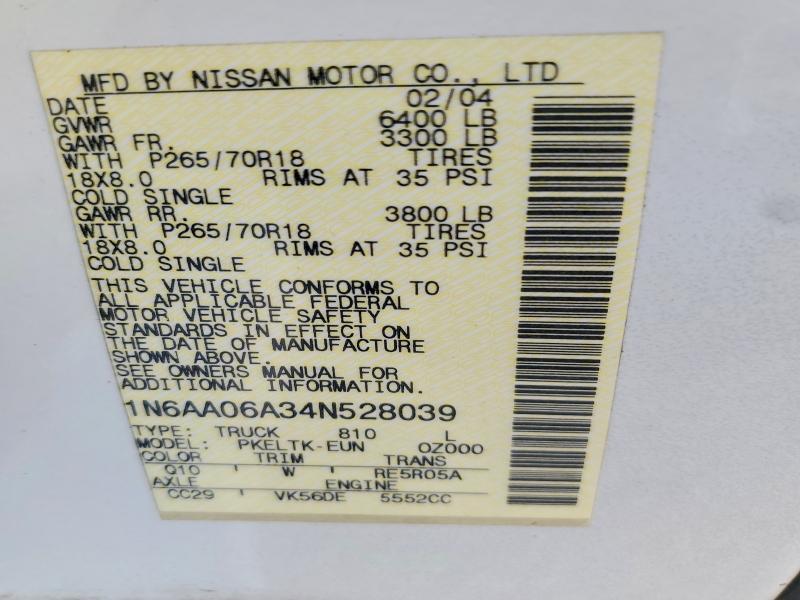 MFD BY NISSAN MOTOR CO., LTD
DATE 02/04
GVWR 6400 LB
GAWR FR. 3300 LB
WITH P265/70R18 TIRES
18X8.0 RIMS AT 35 PSI
COLD SINGLE
GAWR RR. 3800 LB
WITH P265/70R18 TIRES
18X8.0 RIMS AT 35 PSI
COLD SINGLE
THIS VEHICLE CONFORMS TO
ALL APPLICABLE FEDERAL
MOTOR VEHICLE SAFETY
STANDARDS IN EFFECT ON
THE DATE OF MANUFACTURE
SHOWN ABOVE.
SEE OWNERS MANUAL FOR
ADDITIONAL INFORMATION.
1N6AA06A34N528039
TYPE: TRUCK 810 L
MODEL: PKELTK-EUN 0Z000
COLOR TRIM TRANS
Q10 W RE5R05A
AXLE ENGINE
CC29 VK56DE 5552CC